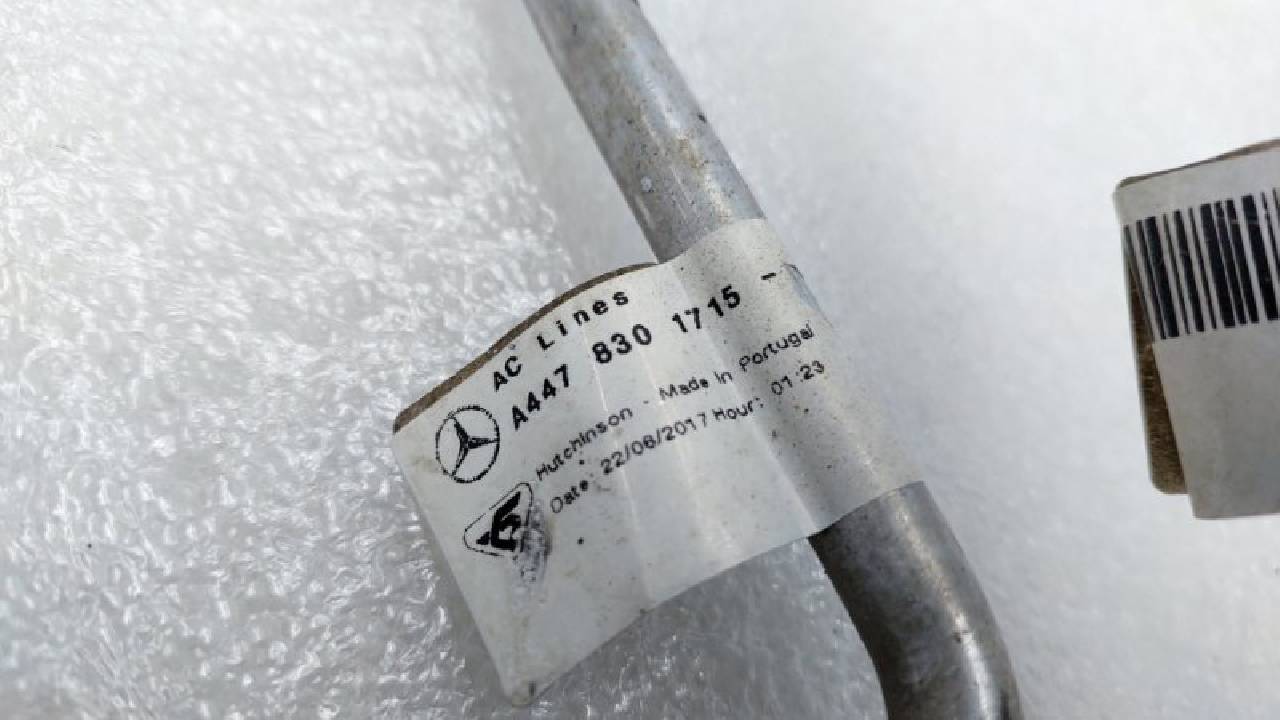 AC Lines
A447 830 1715 -
Hutchinson - Made In Portugal
Date: 22/06/2017 Hour: 01:23